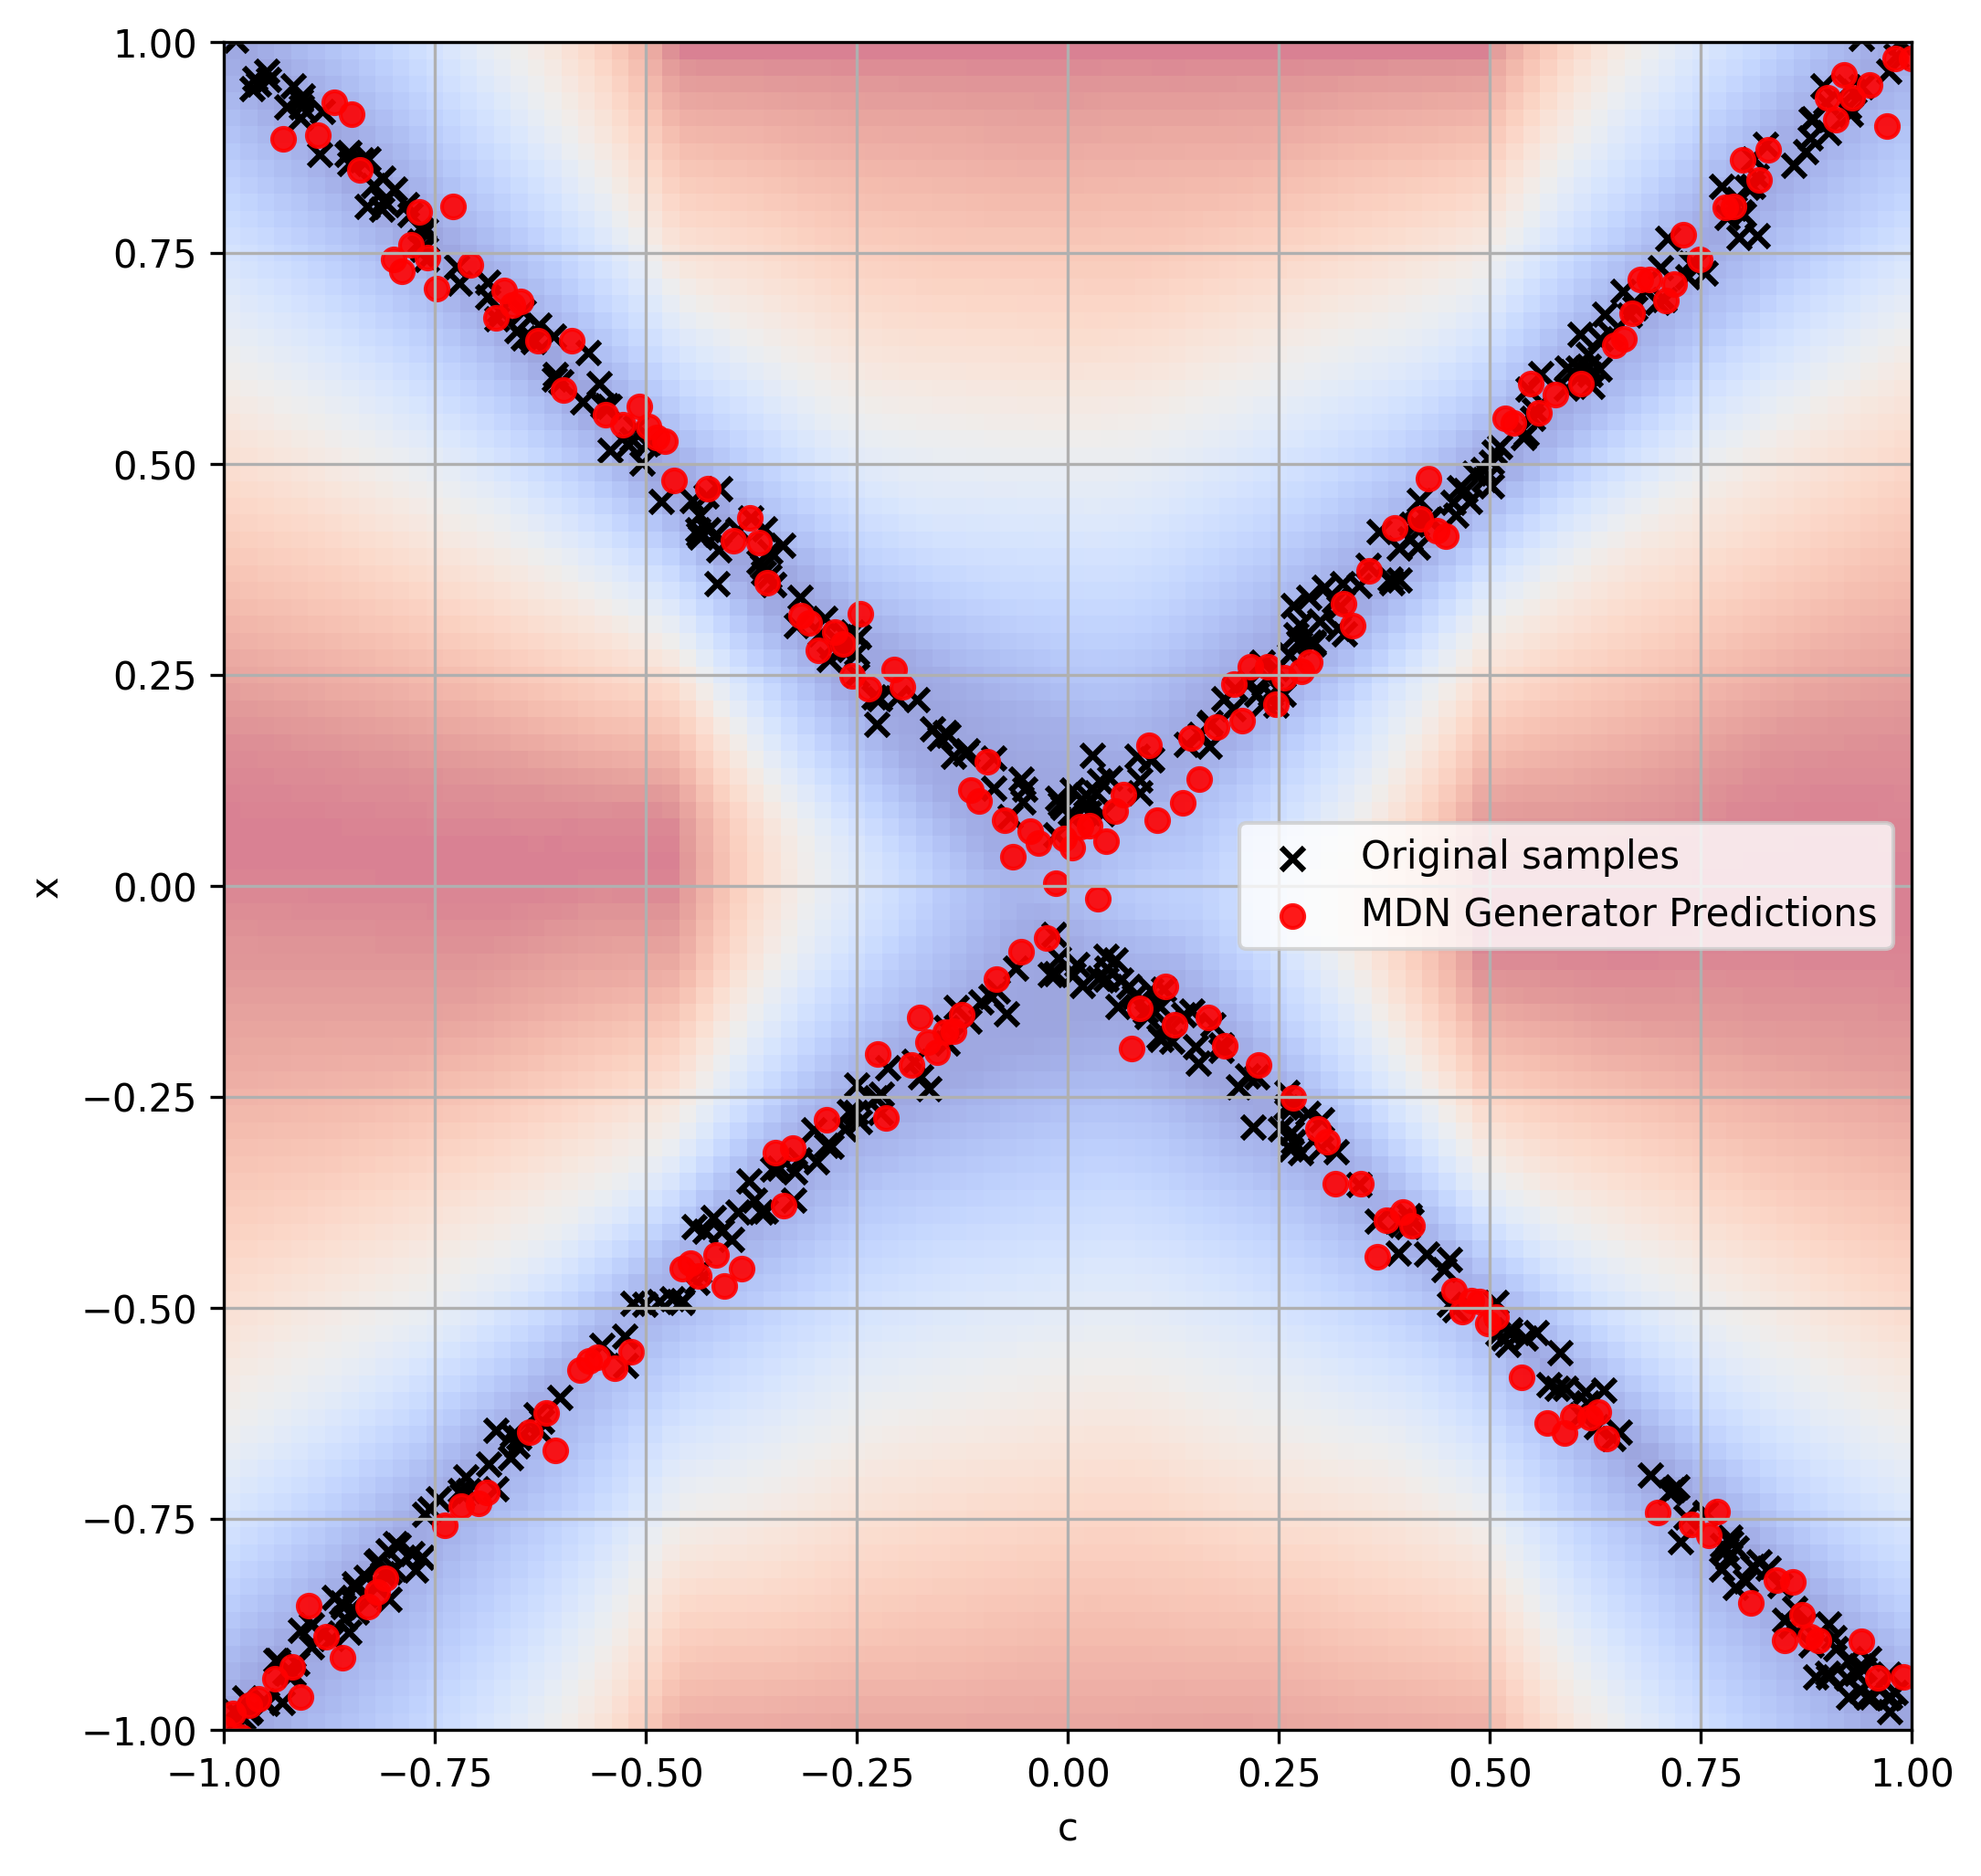 1.00
0.75
0.50
0.25
0.00
−0.25
−0.50
−0.75
−1.00
x
Original samples
MDN Generator Predictions
−1.00 −0.75 −0.50 −0.25 0.00 0.25 0.50 0.75 1.00
c